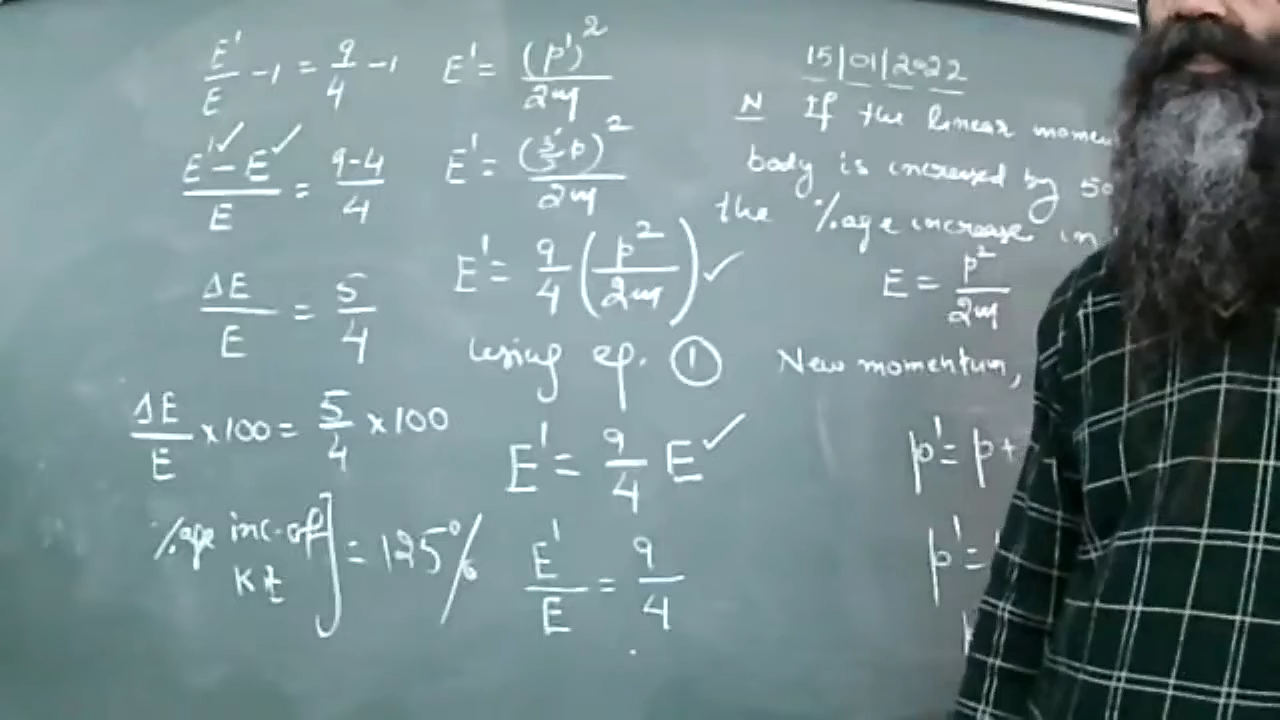 15|01|2022
N If the linear
body is increased by 50
the %age increase in
E = p²/2m
New momentum,
p' = p +
p' =
E' = (p')²/2m
E' = (3/2 p)²/2m
E' = 9/4 (p²/2m) ✓
using eq. ①
E' = 9/4 E ✓
E'/E = 9/4
E'/E - 1 = 9/4 - 1
E' ✓ - E ✓/E = 9-4/4
ΔE/E = 5/4
ΔE/E × 100 = 5/4 × 100
%age inc. of
KE ] = 125%